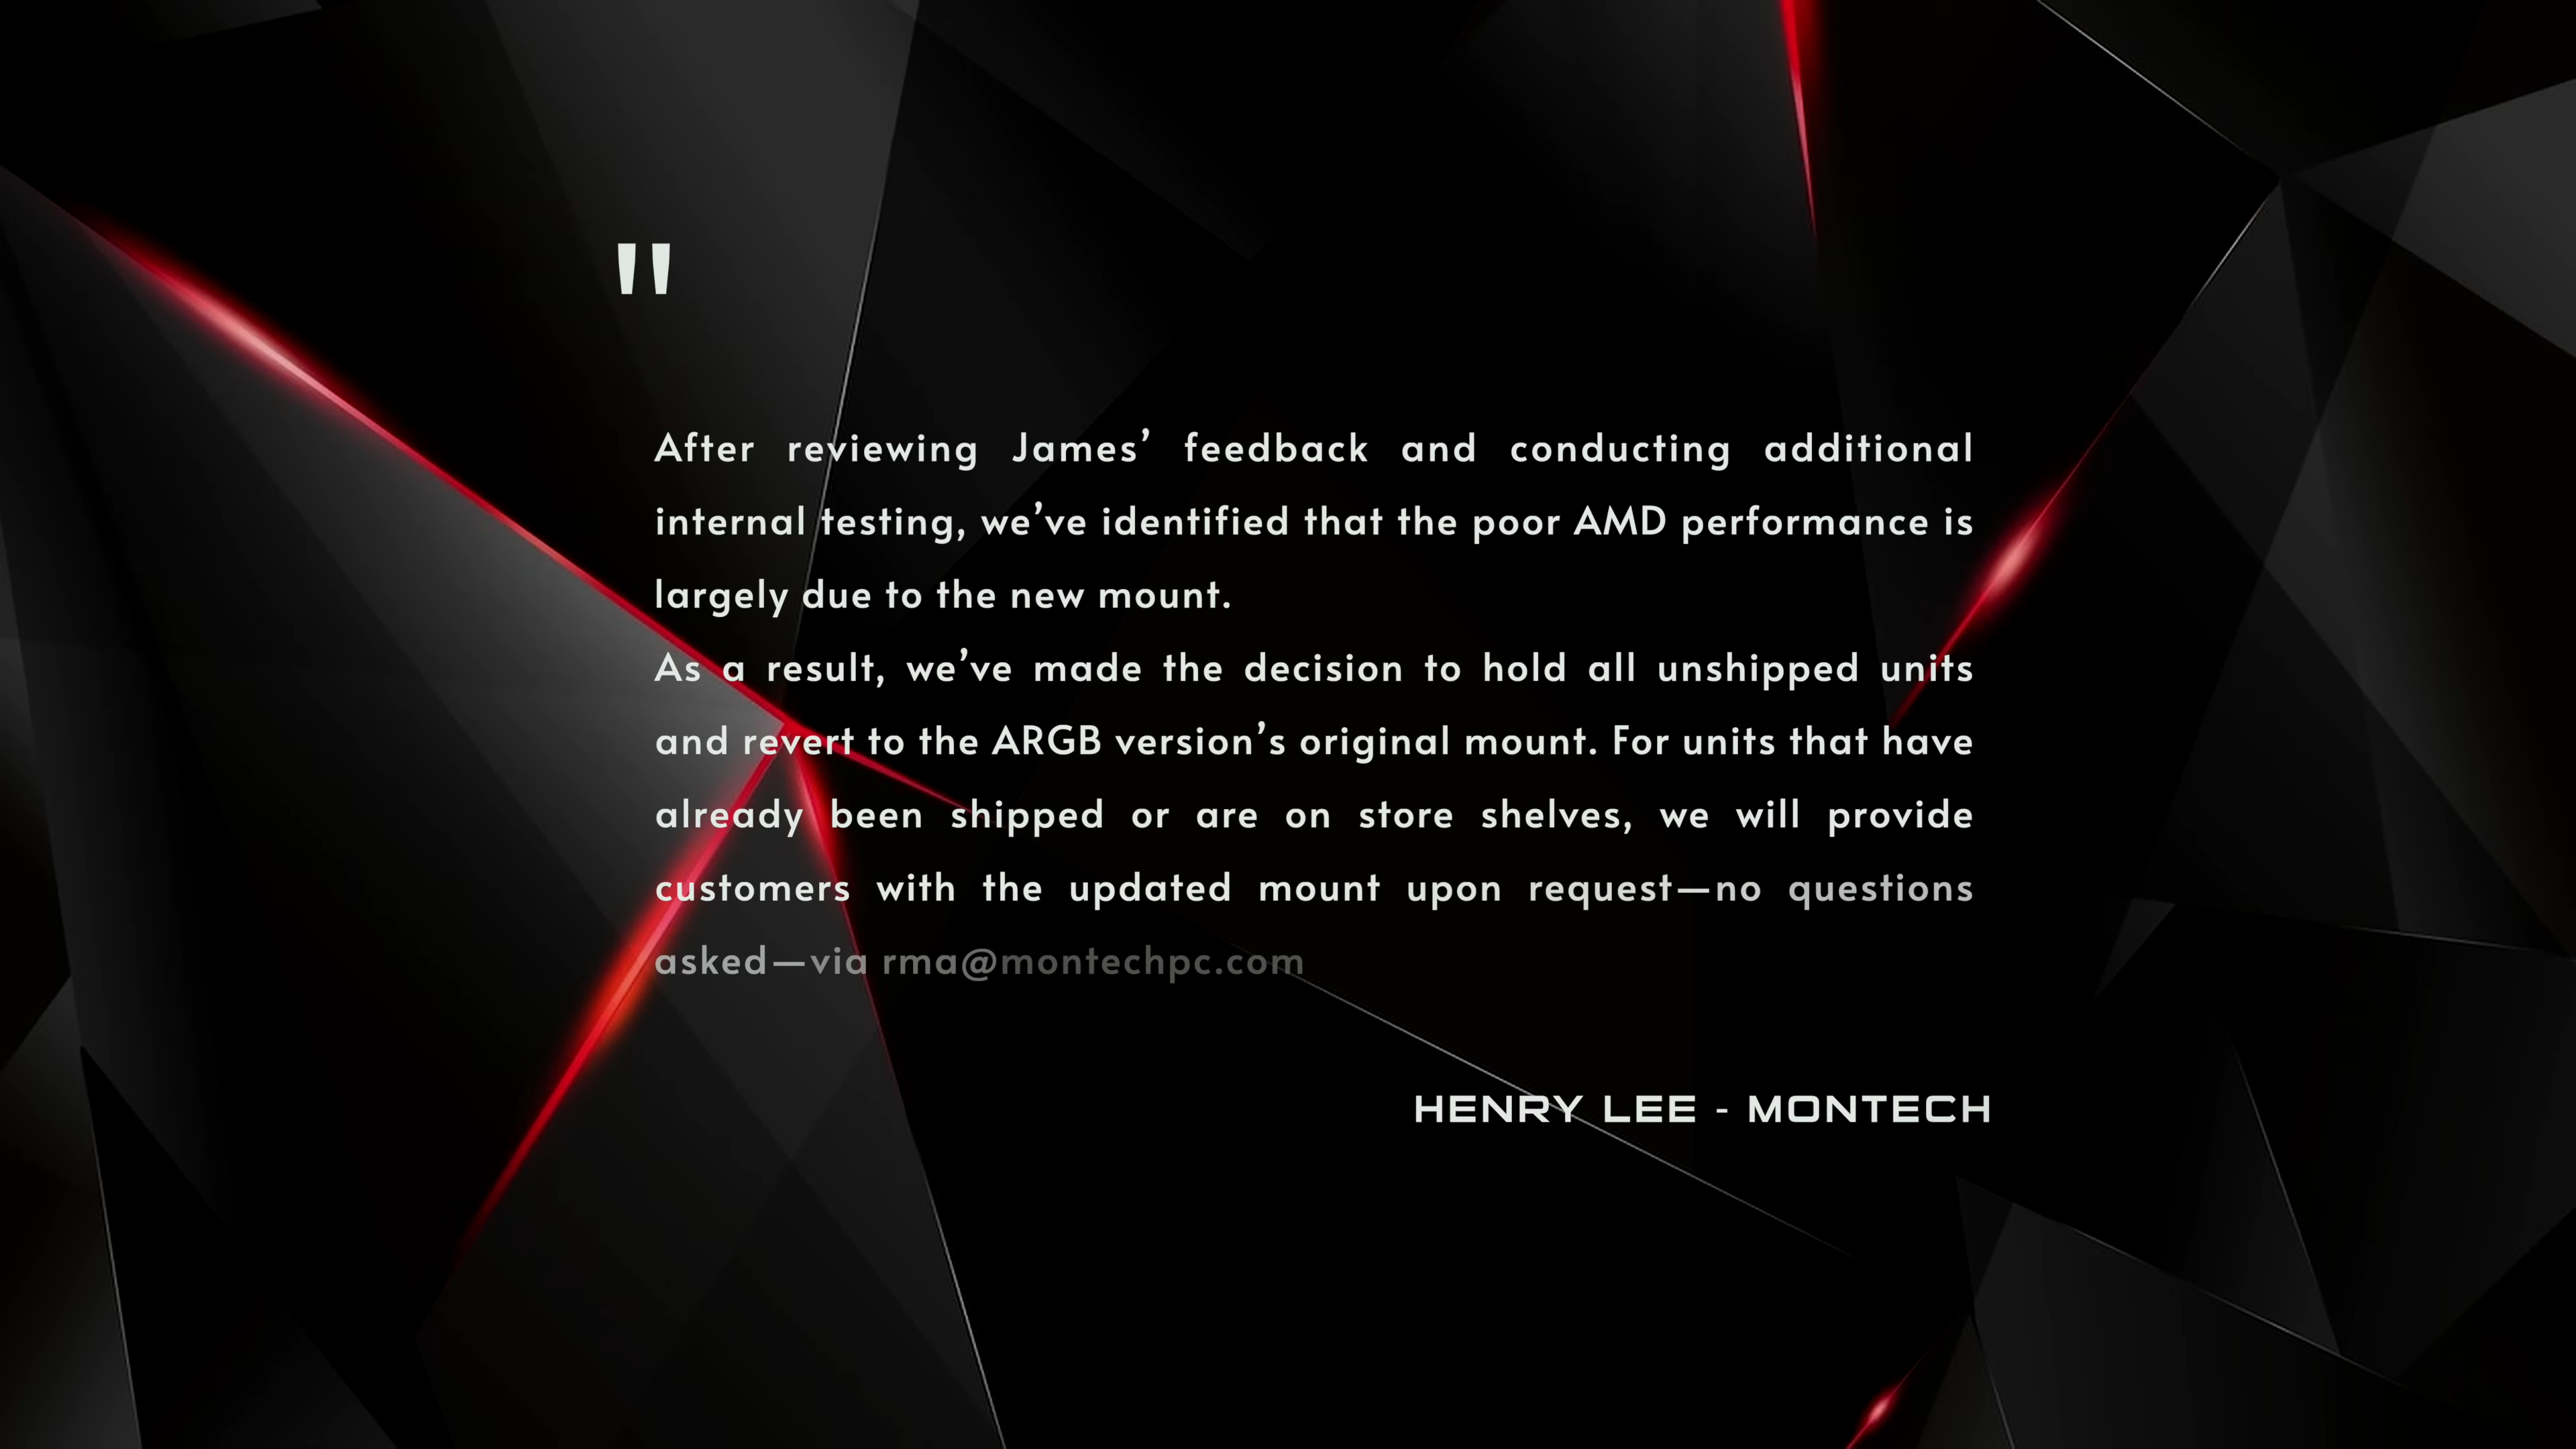 "
After reviewing James’ feedback and conducting additional
internal testing, we’ve identified that the poor AMD performance is
largely due to the new mount.
As a result, we’ve made the decision to hold all unshipped units
and revert to the ARGB version’s original mount. For units that have
already been shipped or are on store shelves, we will provide
customers with the updated mount upon request—no questions
asked—via rma@montechpc.com
HENRY LEE - MONTECH